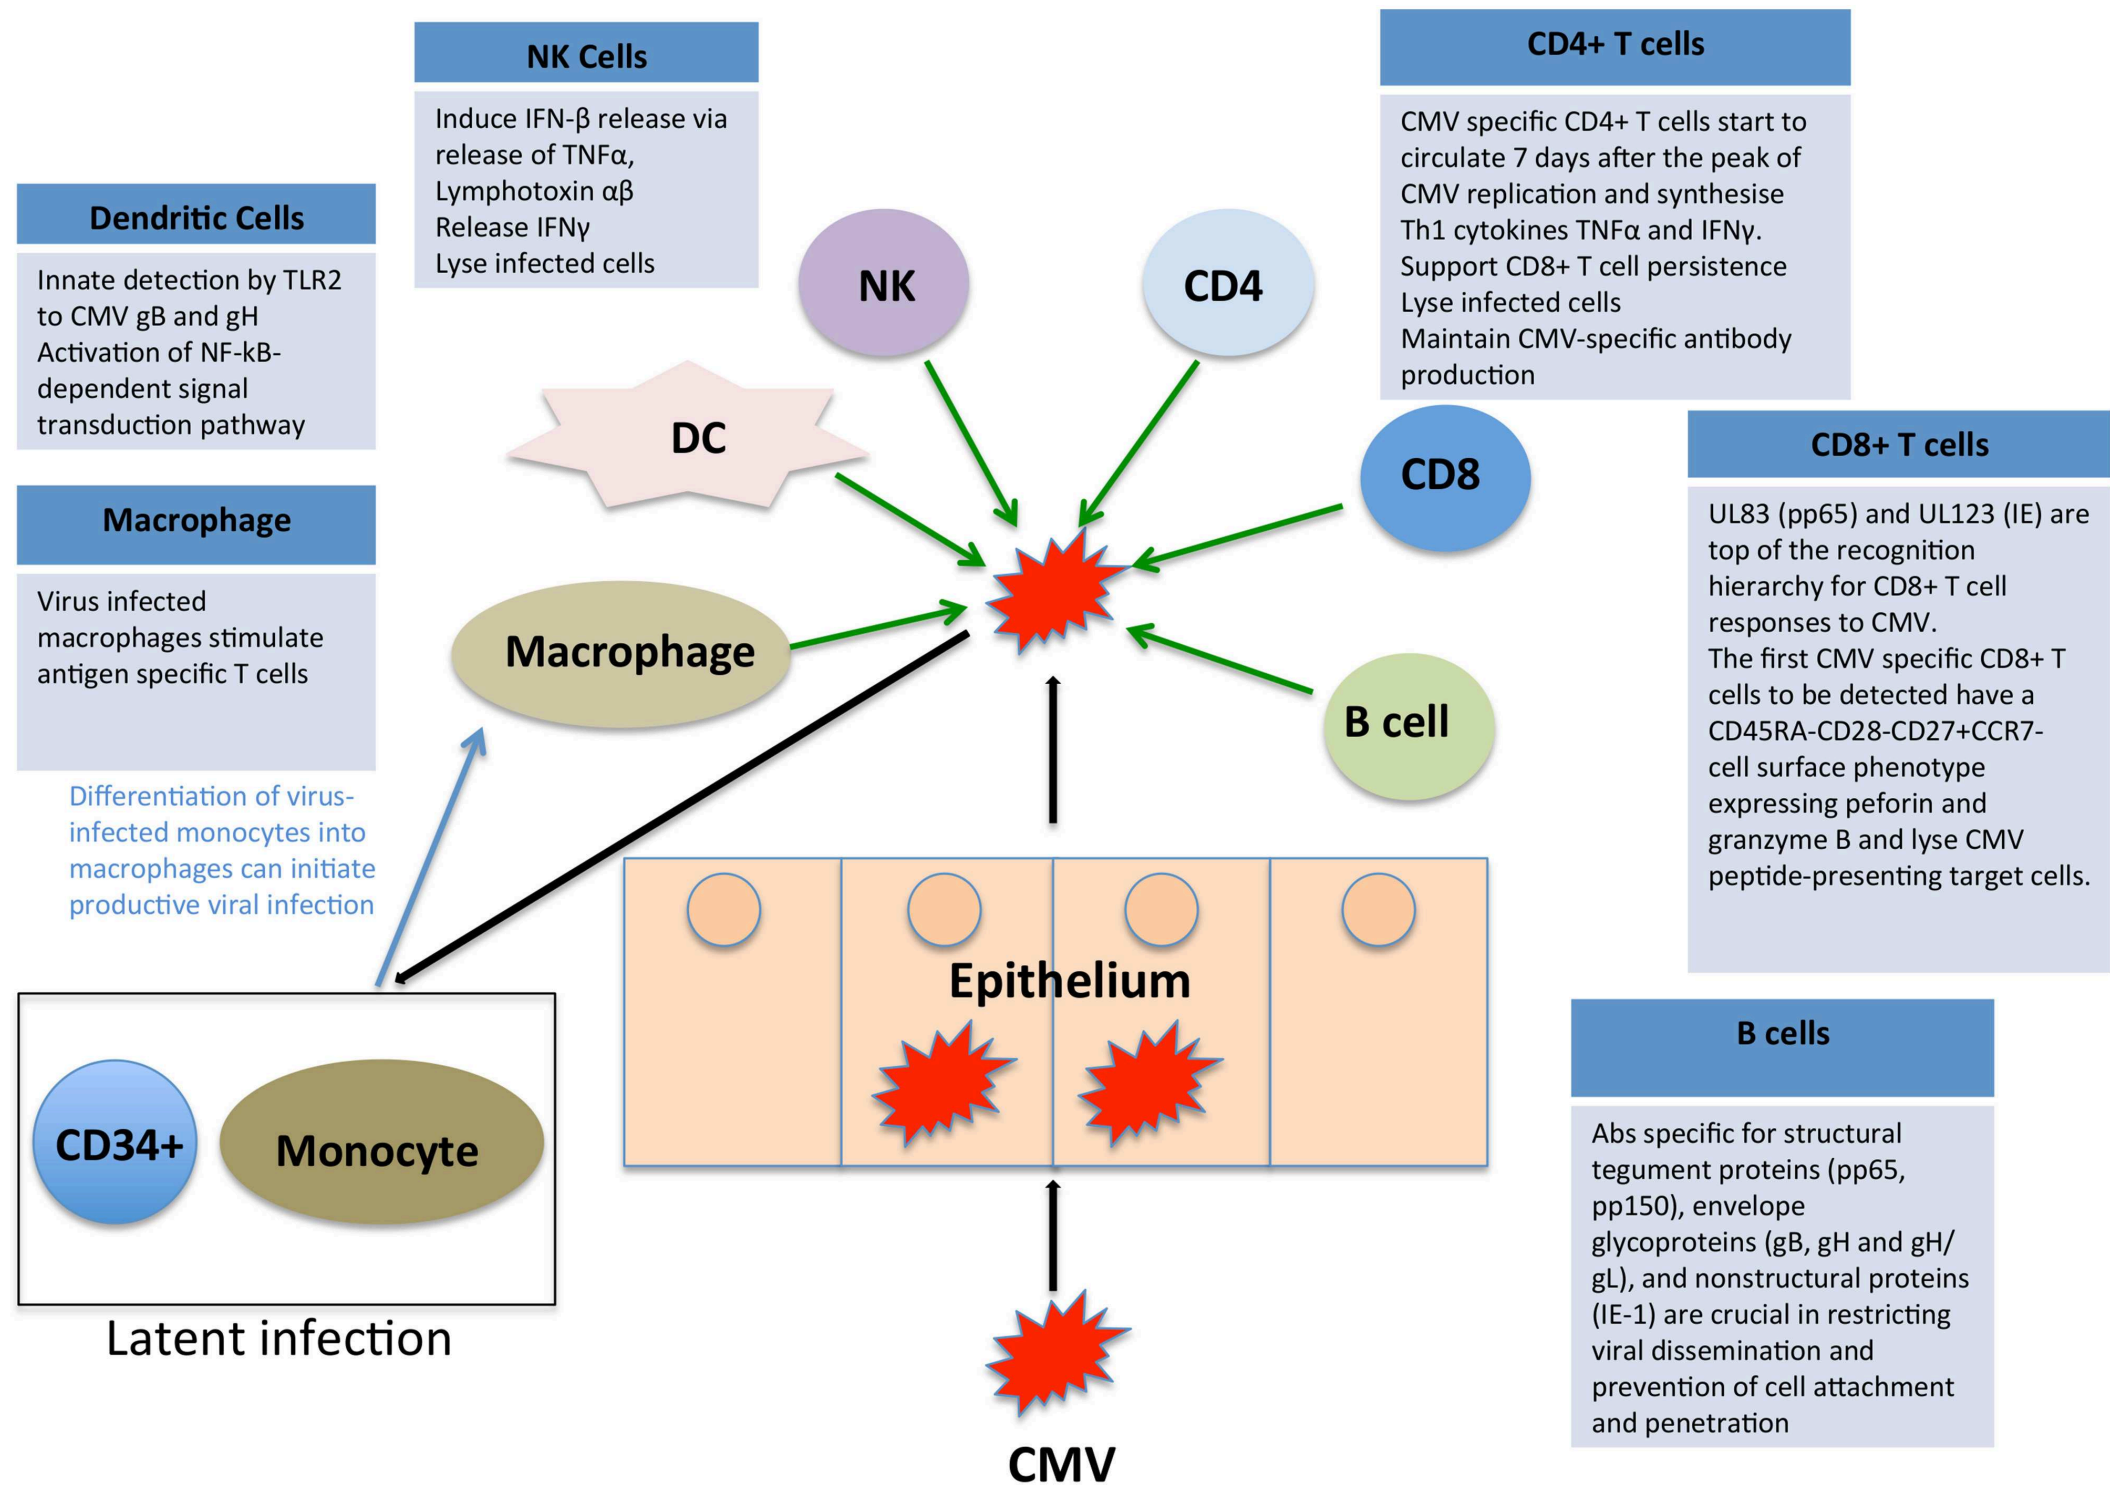 NK Cells
Induce IFN-β release via
release of TNFα,
Lymphotoxin αβ
Release IFNγ
Lyse infected cells
CD4+ T cells
CMV specific CD4+ T cells start to
circulate 7 days after the peak of
CMV replication and synthesise
Th1 cytokines TNFα and IFNγ.
Support CD8+ T cell persistence
Lyse infected cells
Maintain CMV-specific antibody
production
Dendritic Cells
Innate detection by TLR2
to CMV gB and gH
Activation of NF-kB-
dependent signal
transduction pathway
NK
CD4
DC
CD8
CD8+ T cells
UL83 (pp65) and UL123 (IE) are
top of the recognition
hierarchy for CD8+ T cell
responses to CMV.
The first CMV specific CD8+ T
cells to be detected have a
CD45RA-CD28-CD27+CCR7-
cell surface phenotype
expressing peforin and
granzyme B and lyse CMV
peptide-presenting target cells.
Macrophage
Virus infected
macrophages stimulate
antigen specific T cells
Macrophage
B cell
Differentiation of virus-
infected monocytes into
macrophages can initiate
productive viral infection
Epithelium
CD34+
Monocyte
Latent infection
B cells
Abs specific for structural
tegument proteins (pp65,
pp150), envelope
glycoproteins (gB, gH and gH/
gL), and nonstructural proteins
(IE-1) are crucial in restricting
viral dissemination and
prevention of cell attachment
and penetration
CMV